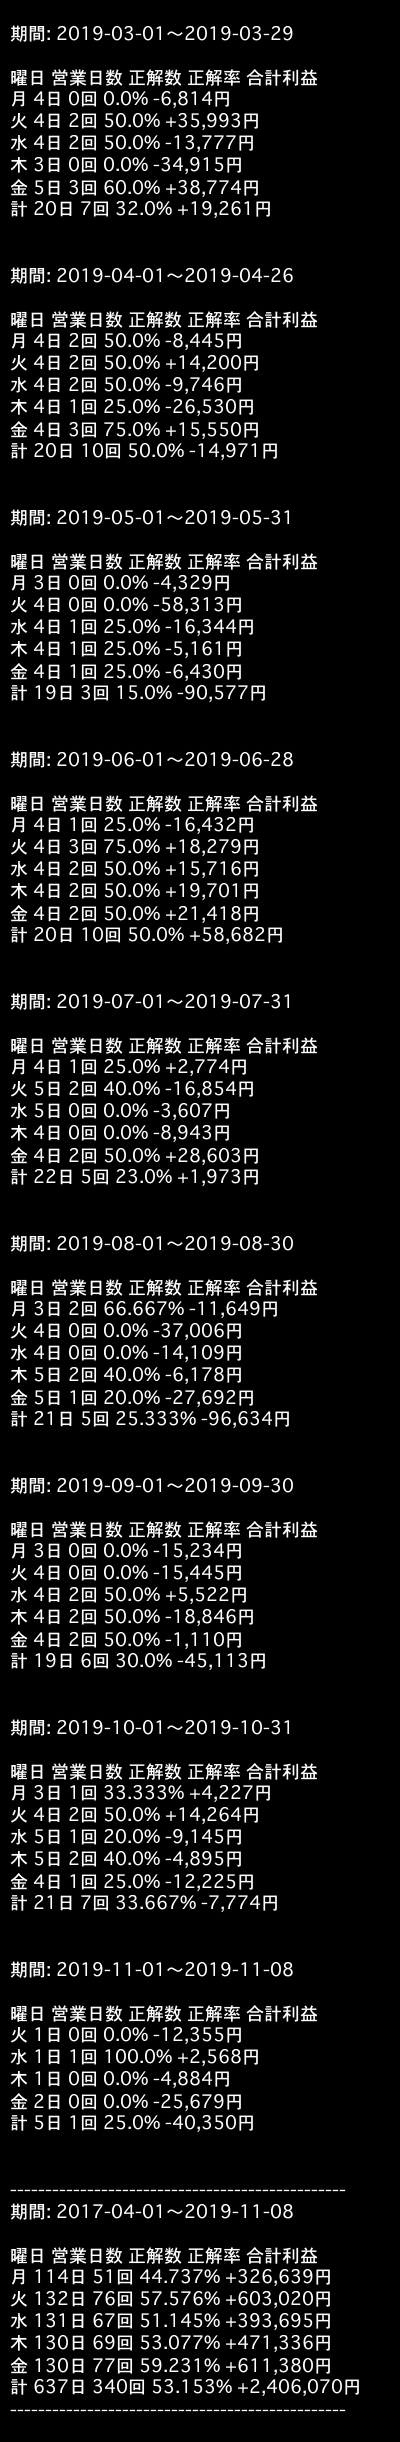 期間: 2019-03-01～2019-03-29
曜日 営業日数 正解数 正解率 合計利益
月 4日 0回 0.0% -6,814円
火 4日 2回 50.0% +35,993円
水 4日 2回 50.0% -13,777円
木 3日 0回 0.0% -34,915円
金 5日 3回 60.0% +38,774円
計 20日 7回 32.0% +19,261円
期間: 2019-04-01～2019-04-26
曜日 営業日数 正解数 正解率 合計利益
月 4日 2回 50.0% -8,445円
火 4日 2回 50.0% +14,200円
水 4日 2回 50.0% -9,746円
木 4日 1回 25.0% -26,530円
金 4日 3回 75.0% +15,550円
計 20日 10回 50.0% -14,971円
期間: 2019-05-01～2019-05-31
曜日 営業日数 正解数 正解率 合計利益
月 3日 0回 0.0% -4,329円
火 4日 0回 0.0% -58,313円
水 4日 1回 25.0% -16,344円
木 4日 1回 25.0% -5,161円
金 4日 1回 25.0% -6,430円
計 19日 3回 15.0% -90,577円
期間: 2019-06-01～2019-06-28
曜日 営業日数 正解数 正解率 合計利益
月 4日 1回 25.0% -16,432円
火 4日 3回 75.0% +18,279円
水 4日 2回 50.0% +15,716円
木 4日 2回 50.0% +19,701円
金 4日 2回 50.0% +21,418円
計 20日 10回 50.0% +58,682円
期間: 2019-07-01～2019-07-31
曜日 営業日数 正解数 正解率 合計利益
月 4日 1回 25.0% +2,774円
火 5日 2回 40.0% -16,854円
水 5日 0回 0.0% -3,607円
木 4日 0回 0.0% -8,943円
金 4日 2回 50.0% +28,603円
計 22日 5回 23.0% +1,973円
期間: 2019-08-01～2019-08-30
曜日 営業日数 正解数 正解率 合計利益
月 3日 2回 66.667% -11,649円
火 4日 0回 0.0% -37,006円
水 4日 0回 0.0% -14,109円
木 5日 2回 40.0% -6,178円
金 5日 1回 20.0% -27,692円
計 21日 5回 25.333% -96,634円
期間: 2019-09-01～2019-09-30
曜日 営業日数 正解数 正解率 合計利益
月 3日 0回 0.0% -15,234円
火 4日 0回 0.0% -15,445円
水 4日 2回 50.0% +5,522円
木 4日 2回 50.0% -18,846円
金 4日 2回 50.0% -1,110円
計 19日 6回 30.0% -45,113円
期間: 2019-10-01～2019-10-31
曜日 営業日数 正解数 正解率 合計利益
月 3日 1回 33.333% +4,227円
火 4日 2回 50.0% +14,264円
水 5日 1回 20.0% -9,145円
木 5日 2回 40.0% -4,895円
金 4日 1回 25.0% -12,225円
計 21日 7回 33.667% -7,774円
期間: 2019-11-01～2019-11-08
曜日 営業日数 正解数 正解率 合計利益
火 1日 0回 0.0% -12,355円
水 1日 1回 100.0% +2,568円
木 1日 0回 0.0% -4,884円
金 2日 0回 0.0% -25,679円
計 5日 1回 25.0% -40,350円
------------------------------------------------
期間: 2017-04-01～2019-11-08
曜日 営業日数 正解数 正解率 合計利益
月 114日 51回 44.737% +326,639円
火 132日 76回 57.576% +603,020円
水 131日 67回 51.145% +393,695円
木 130日 69回 53.077% +471,336円
金 130日 77回 59.231% +611,380円
計 637日 340回 53.153% +2,406,070円
------------------------------------------------